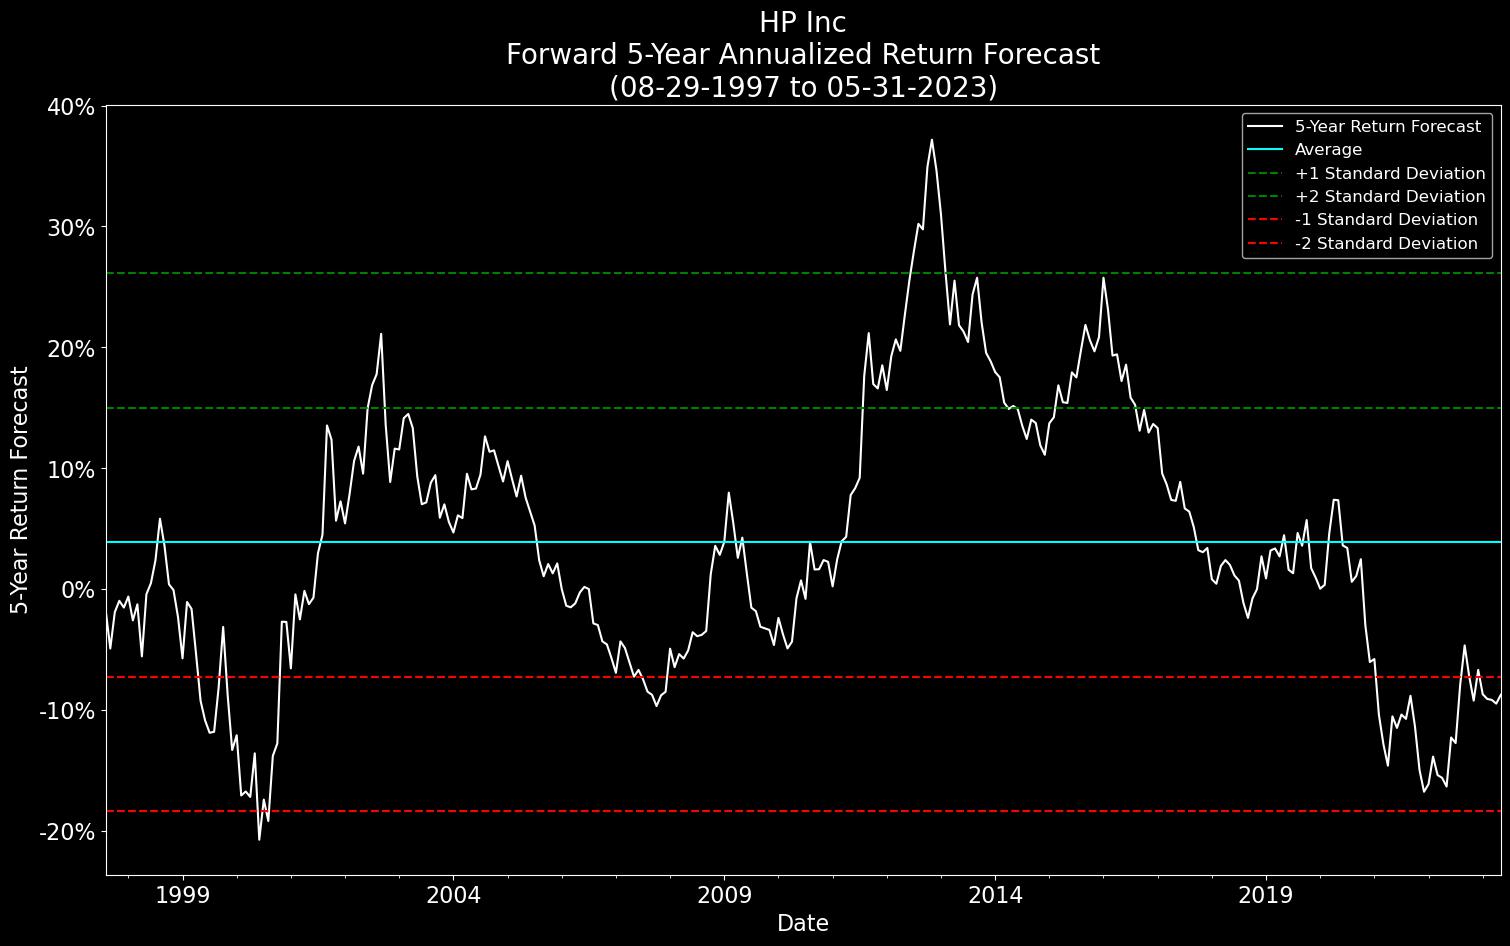 HP Inc
Forward 5-Year Annualized Return Forecast
(08-29-1997 to 05-31-2023)
40%
30%
20%
10%
0%
-10%
-20%
5-Year Return Forecast
5-Year Return Forecast
Average
+1 Standard Deviation
+2 Standard Deviation
-1 Standard Deviation
-2 Standard Deviation
1999 2004 2009 2014 2019
Date